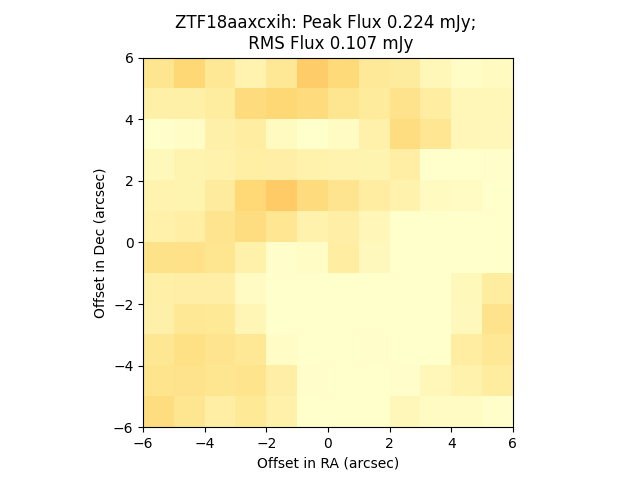 ZTF18aaxcxih: Peak Flux 0.224 mJy;
RMS Flux 0.107 mJy
6
4
2
0
−2
−4
−6
Offset in Dec (arcsec)
−6 −4 −2 0 2 4 6
Offset in RA (arcsec)